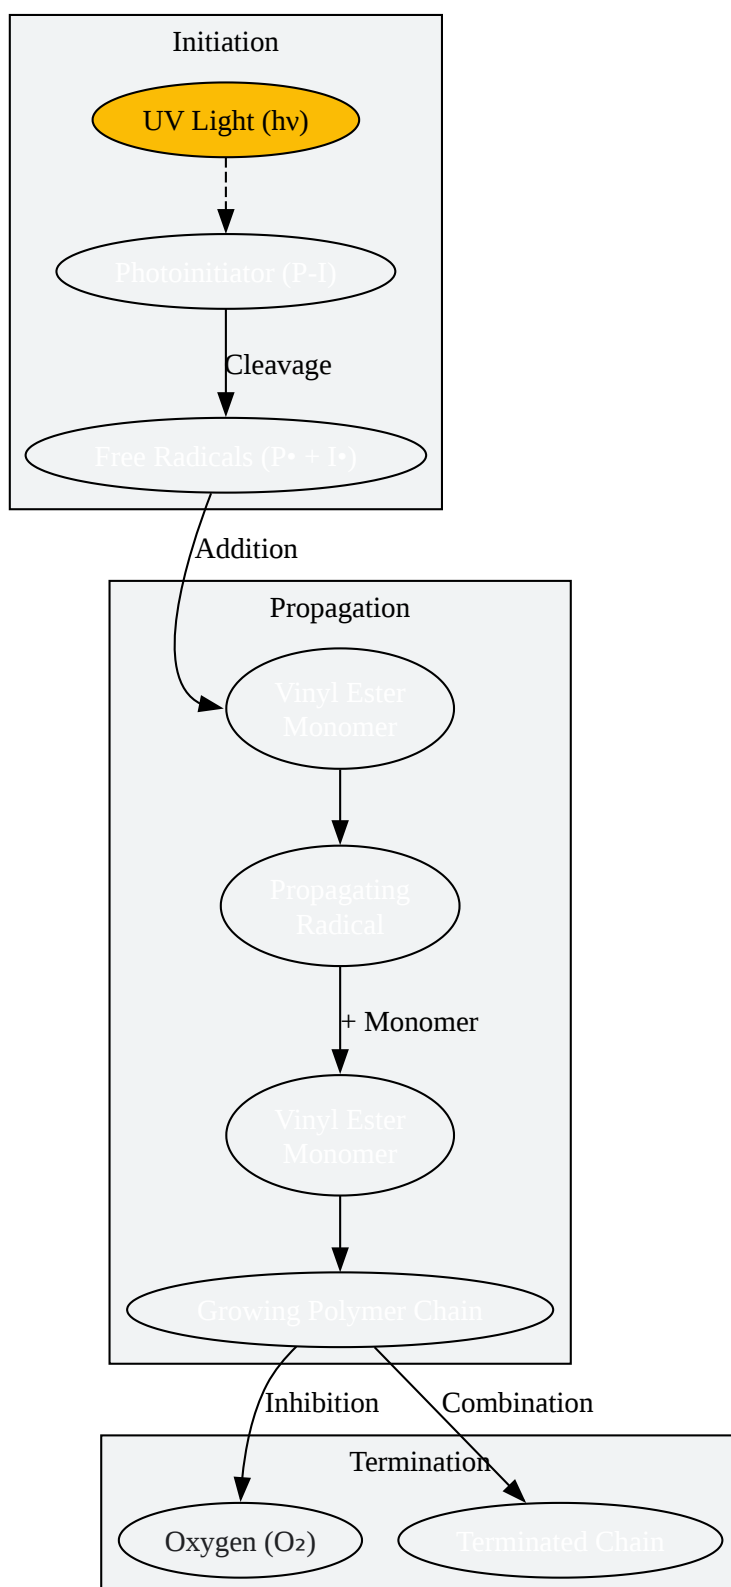 Initiation
UV Light (hν)
Photoinitiator (P-I)
Cleavage
Free Radicals (P• + I•)
Addition
Propagation
Vinyl Ester
Monomer
Propagating
Radical
+ Monomer
Vinyl Ester
Monomer
Growing Polymer Chain
Inhibition
Combination
Termination
Oxygen (O₂)
Terminated Chain